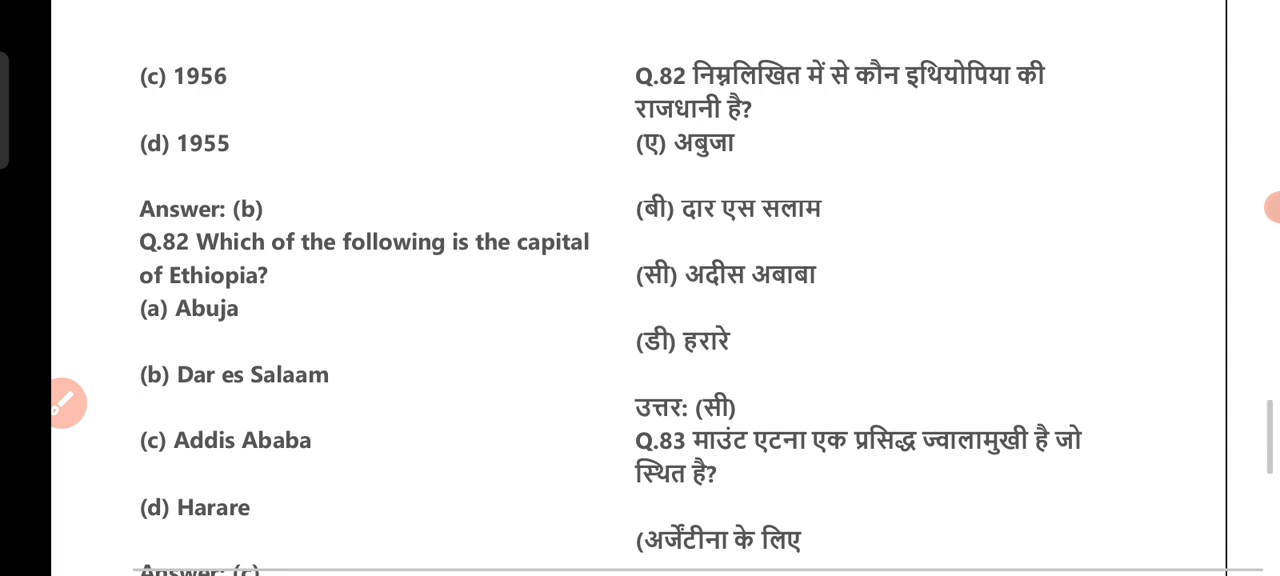 (c) 1956
(d) 1955
Answer: (b)
Q.82 Which of the following is the capital
of Ethiopia?
(a) Abuja
(b) Dar es Salaam
(c) Addis Ababa
(d) Harare
Answer: (c)
Q.82 निम्नलिखित में से कौन इथियोपिया की
राजधानी है?
(ए) अबुजा
(बी) दार एस सलाम
(सी) अदीस अबाबा
(डी) हरारे
उत्तर: (सी)
Q.83 माउंट एटना एक प्रसिद्ध ज्वालामुखी है जो
स्थित है?
(अर्जेंटीना के लिए